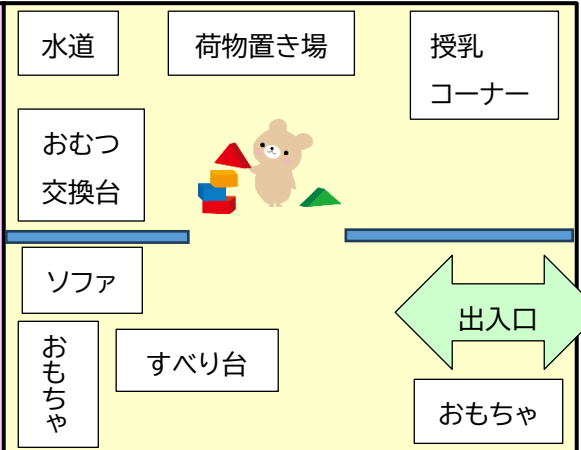 水道
荷物置き場
授乳
コーナー
おむつ
交換台
ソファ
出入口
おもちゃ
すべり台
おもちゃ